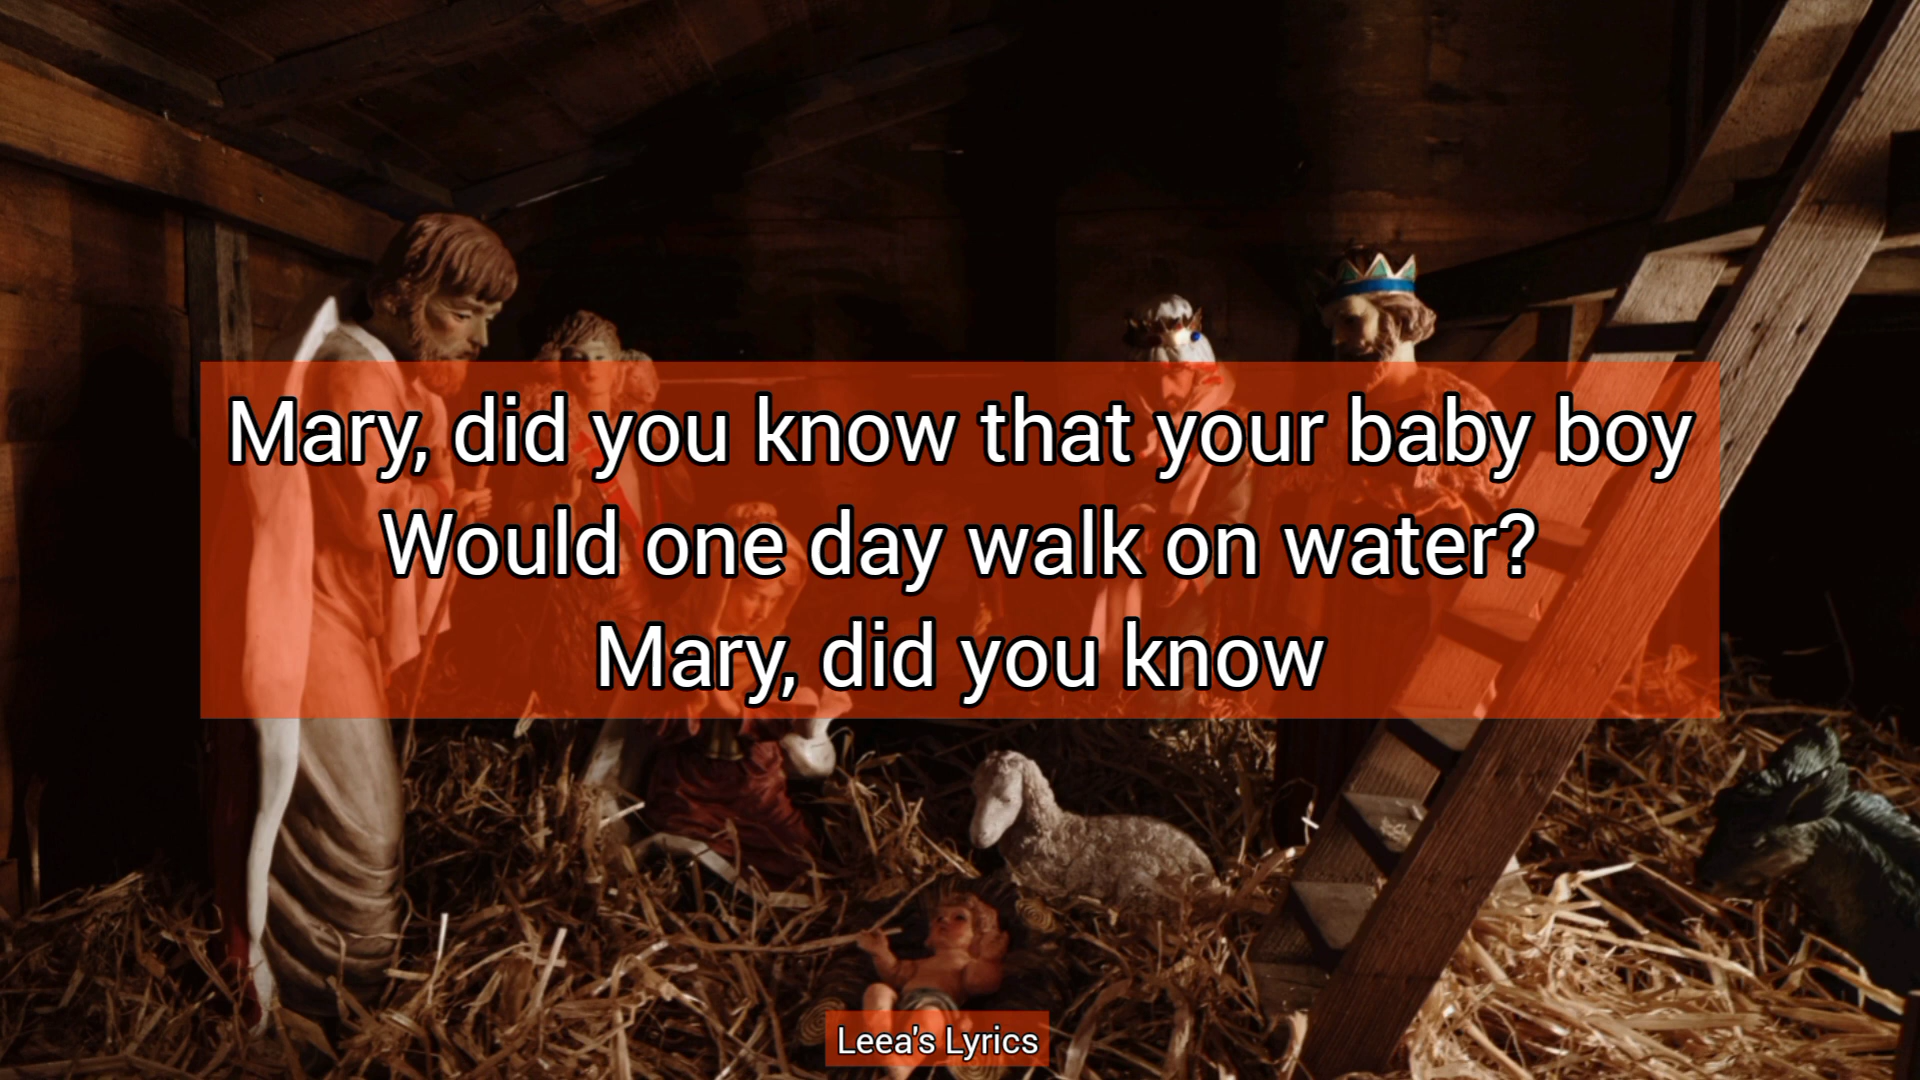 Mary, did you know that your baby boy
Would one day walk on water?
Mary, did you know
Leea's Lyrics